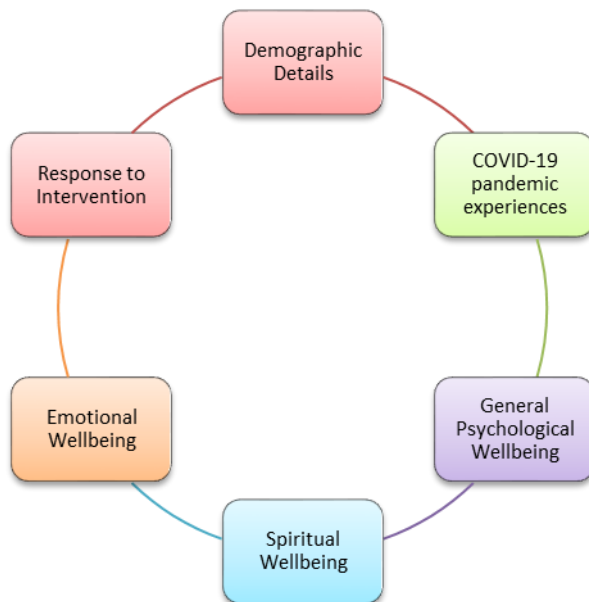 Demographic
Details
COVID-19
pandemic
experiences
General
Psychological
Wellbeing
Spiritual
Wellbeing
Emotional
Wellbeing
Response to
Intervention